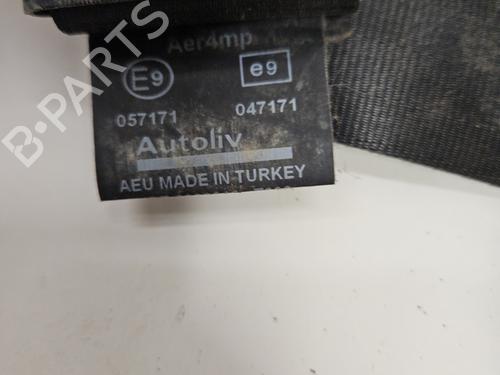 Aer4mp
E9 e9
057171 047171
Autoliv
AEU MADE IN TURKEY
B-PARTS